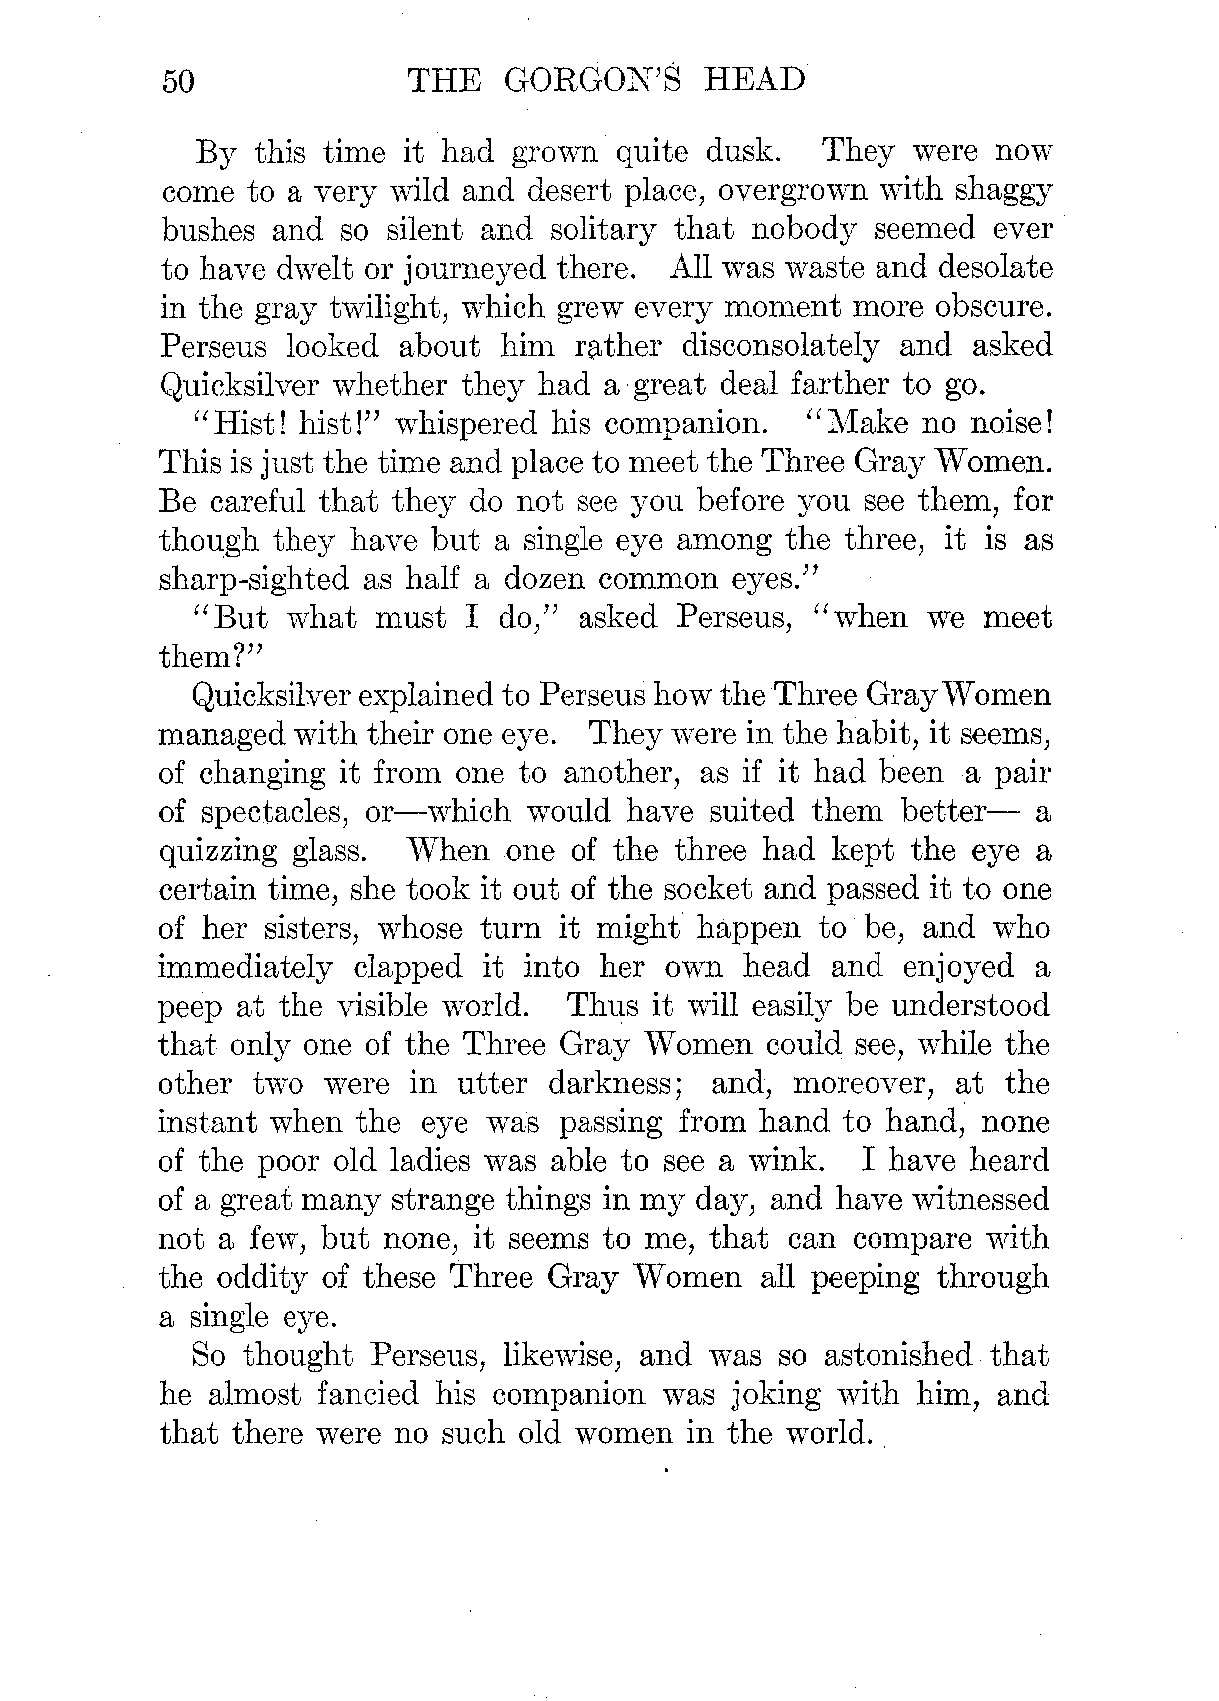 50 THE GORGON'S HEAD
By this time it had grown quite dusk. They were now
come to a very wild and desert place, overgrown with shaggy
bushes and so silent and solitary that nobody seemed ever
to have dwelt or journeyed there. All was waste and desolate
in the gray twilight, which grew every moment more obscure.
Perseus looked about him rather disconsolately and asked
Quicksilver whether they had a great deal farther to go.
"Hist! hist!" whispered his companion. "Make no noise!
This is just the time and place to meet the Three Gray Women.
Be careful that they do not see you before you see them, for
though they have but a single eye among the three, it is as
sharp-sighted as half a dozen common eyes."
"But what must I do," asked Perseus, "when we meet
them?"
Quicksilver explained to Perseus how the Three Gray Women
managed with their one eye. They were in the habit, it seems,
of changing it from one to another, as if it had been a pair
of spectacles, or—which would have suited them better— a
quizzing glass. When one of the three had kept the eye a
certain time, she took it out of the socket and passed it to one
of her sisters, whose turn it might happen to be, and who
immediately clapped it into her own head and enjoyed a
peep at the visible world. Thus it will easily be understood
that only one of the Three Gray Women could see, while the
other two were in utter darkness; and, moreover, at the
instant when the eye was passing from hand to hand, none
of the poor old ladies was able to see a wink. I have heard
of a great many strange things in my day, and have witnessed
not a few, but none, it seems to me, that can compare with
the oddity of these Three Gray Women all peeping through
a single eye.
So thought Perseus, likewise, and was so astonished that
he almost fancied his companion was joking with him, and
that there were no such old women in the world.